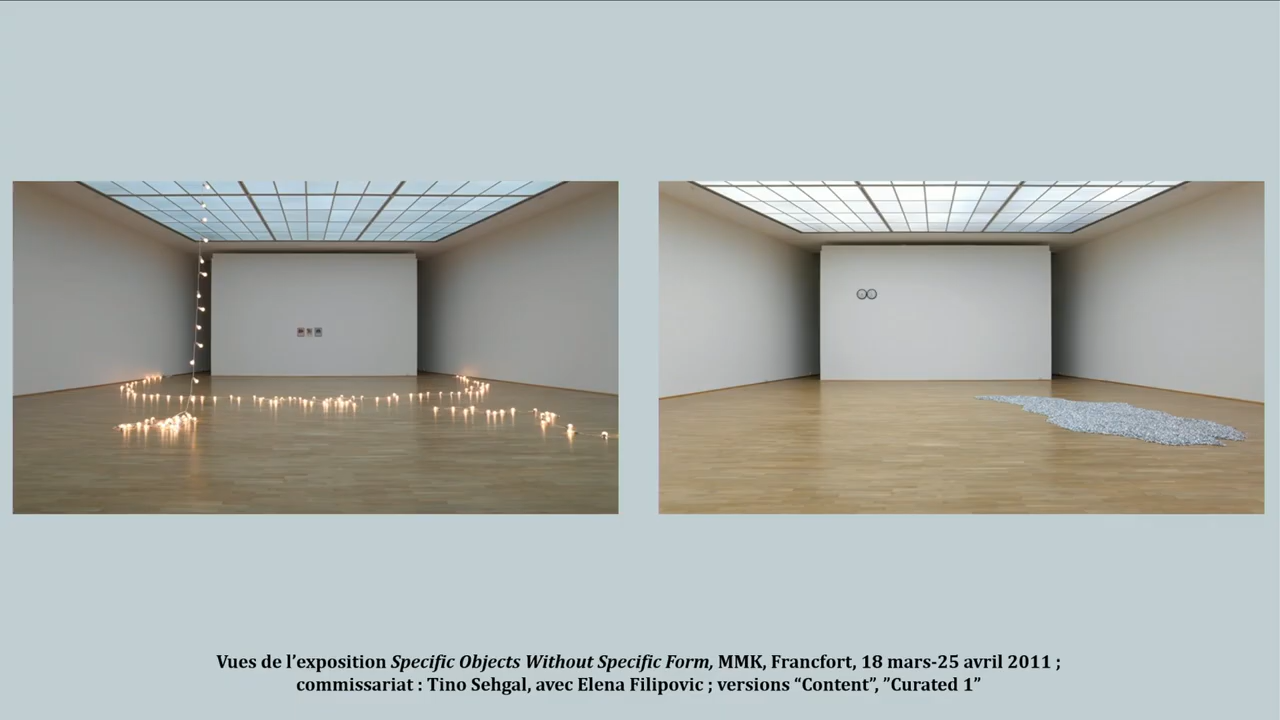 Vues de l’exposition Specific Objects Without Specific Form, MMK, Francfort, 18 mars-25 avril 2011 ;
commissariat : Tino Sehgal, avec Elena Filipovic ; versions “Content”, ”Curated 1”